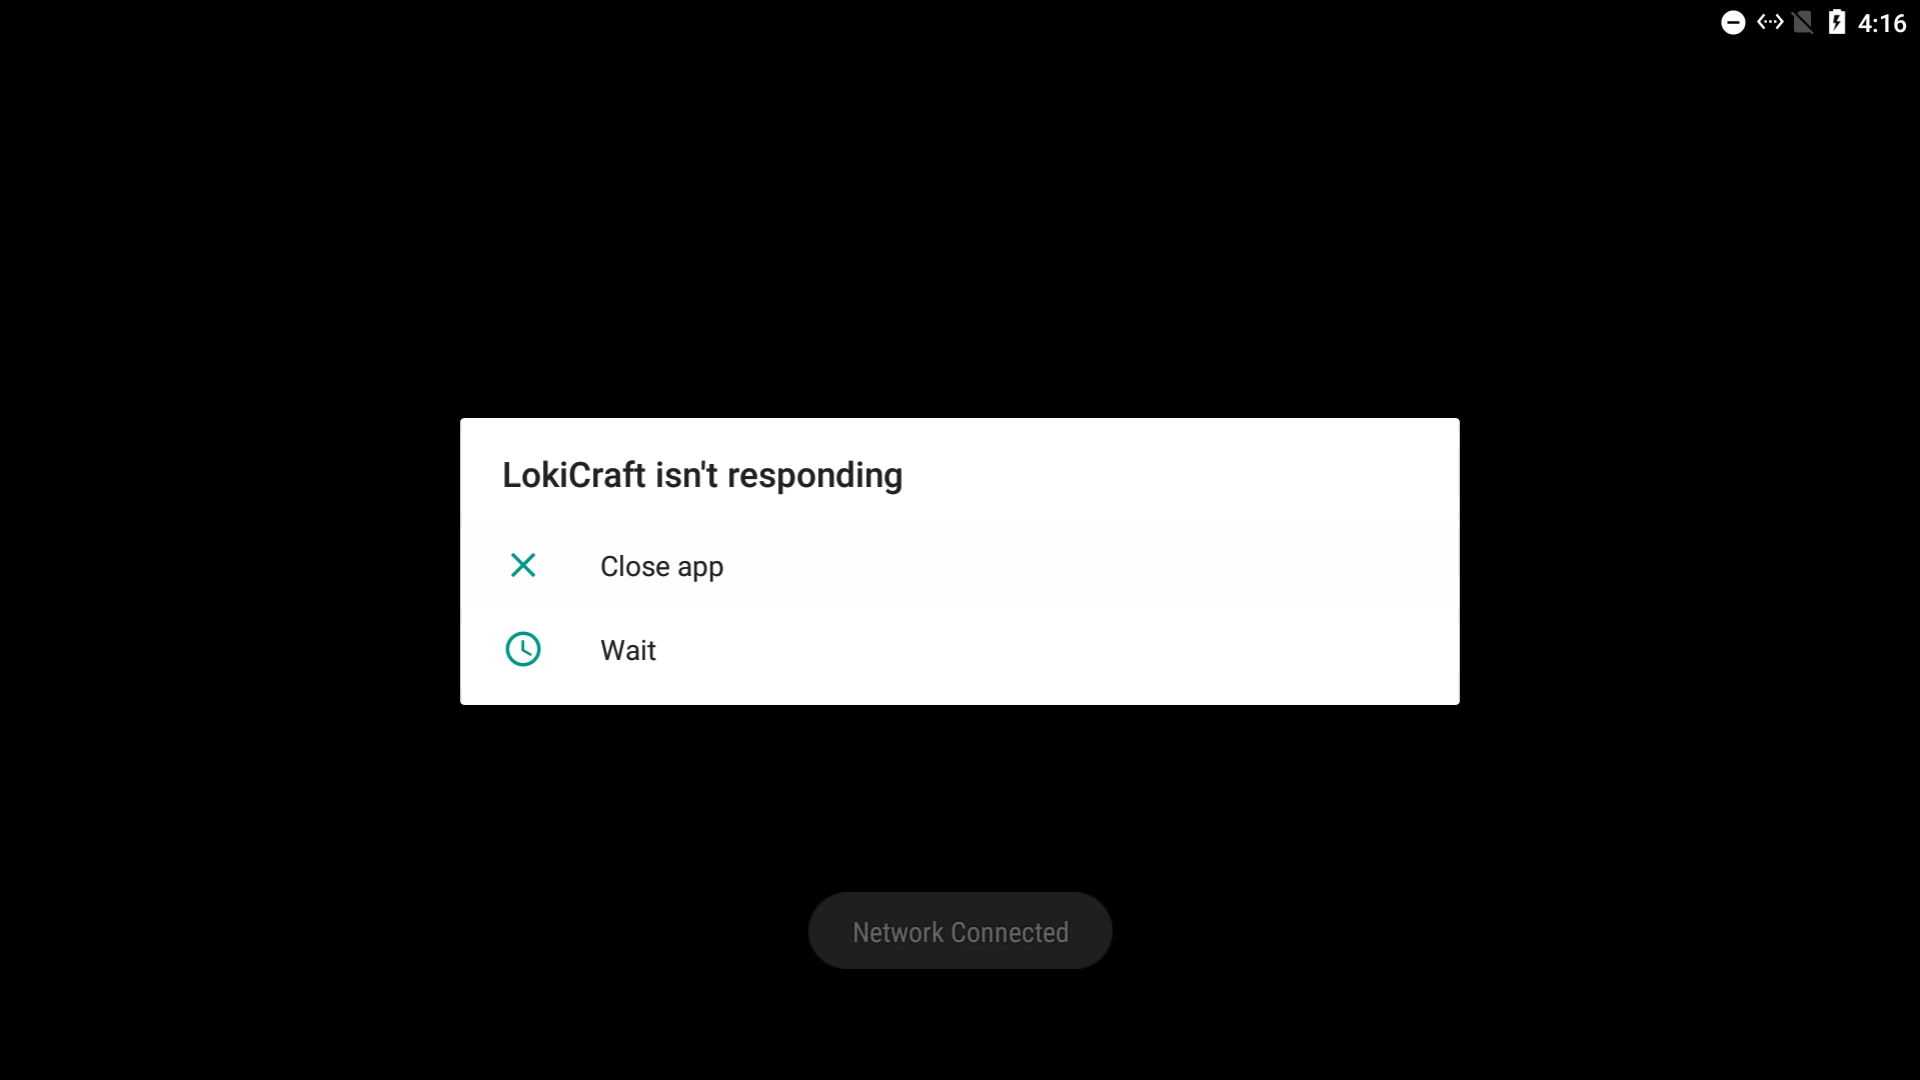 4:16
LokiCraft isn't responding
Close app
Wait
Network Connected